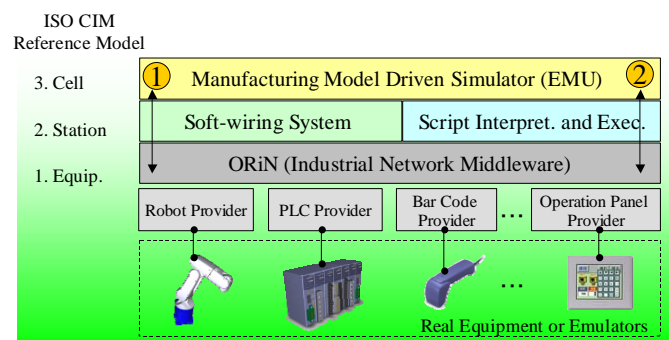 ISO CIM
Reference Model
3. Cell
1
Manufacturing Model Driven Simulator (EMU)
2
2. Station
Soft-wiring System
Script Interpret. and Exec.
1. Equip.
ORiN (Industrial Network Middleware)
Robot Provider
PLC Provider
Bar Code
Provider
...
Operation Panel
Provider
...
Real Equipment or Emulators